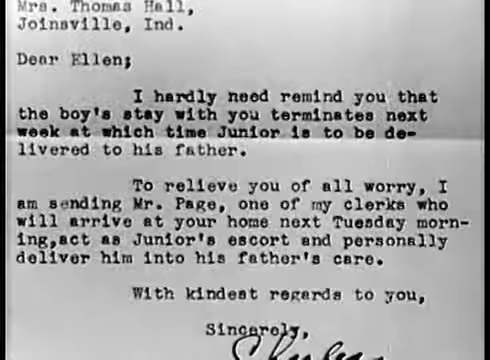 Mrs. Thomas Hall,
Joinsville, Ind.
Dear Ellen;
I hardly need remind you that
the boy's stay with you terminates next
week at which time Junior is to be de-
livered to his father.
To relieve you of all worry, I
am sending Mr. Page, one of my clerks who
will arrive at your home next Tuesday morn-
ing,act as Junior's escort and personally
deliver him into his father's care.
With kindest regards to you,
Sincerely,